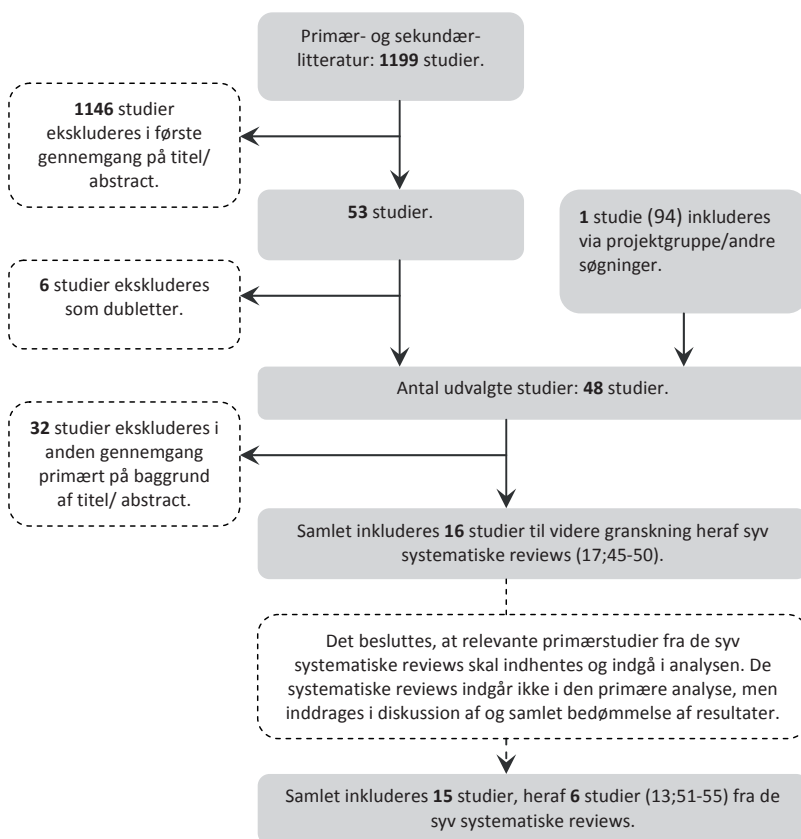 Primær- og sekundær-
litteratur: 1199 studier.
1146 studier
ekskluderes i første
gennemgang på titel/
abstract.
53 studier.
1 studie (94) inkluderes
via projektgruppe/andre
søgninger.
6 studier ekskluderes
som dubletter.
Antal udvalgte studier: 48 studier.
32 studier ekskluderes i
anden gennemgang
primært på baggrund
af titel/ abstract.
Samlet inkluderes 16 studier til videre granskning heraf syv
systematiske reviews (17;45-50).
Det besluttes, at relevante primærstudier fra de syv
systematiske reviews skal indhentes og indgå i analysen. De
systematiske reviews indgår ikke i den primære analyse, men
inddrages i diskussion af og samlet bedømmelse af resultater.
Samlet inkluderes 15 studier, heraf 6 studier (13;51-55) fra de
syv systematiske reviews.